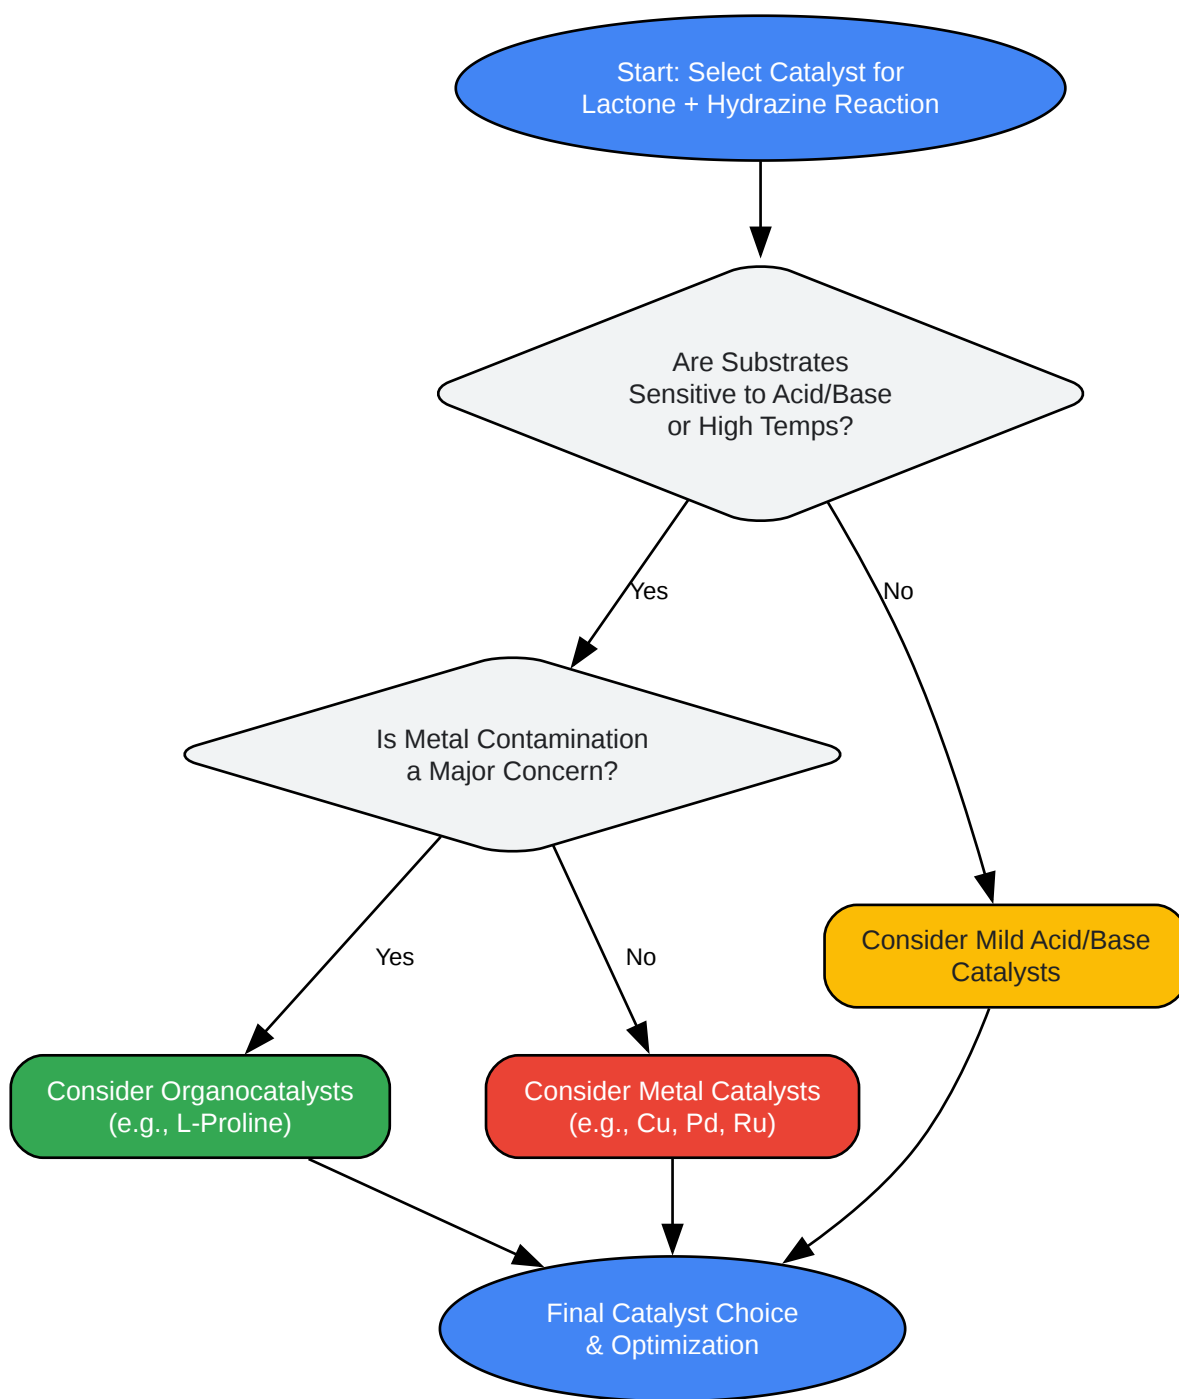 Start: Select Catalyst for
Lactone + Hydrazine Reaction
Are Substrates
Sensitive to Acid/Base
or High Temps?
Yes
No
Is Metal Contamination
a Major Concern?
Yes
No
Consider Mild Acid/Base
Catalysts
Consider Organocatalysts
(e.g., L-Proline)
Consider Metal Catalysts
(e.g., Cu, Pd, Ru)
Final Catalyst Choice
& Optimization